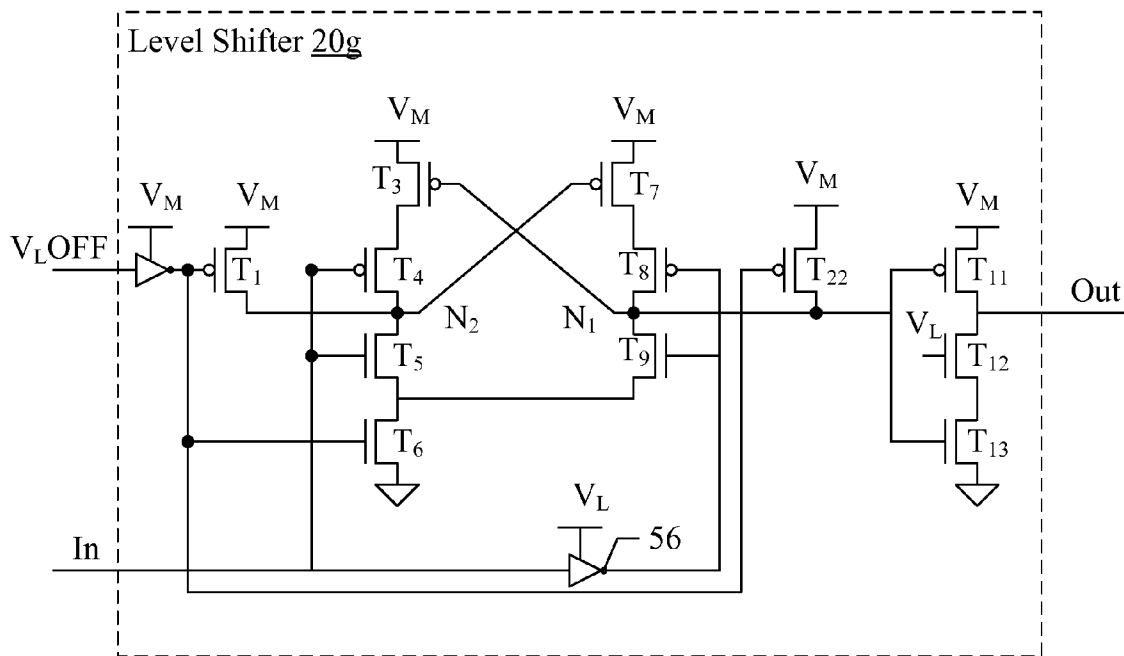 Level Shifter 20g
V_M
V_M
T_3
T_7
V_M
V_M
V_M
V_M
V_LOFF
T_1
T_4
T_8
T_22
T_11
Out
N_2
N_1
V_L
T_5
T_9
T_12
T_6
T_13
V_L
56
In